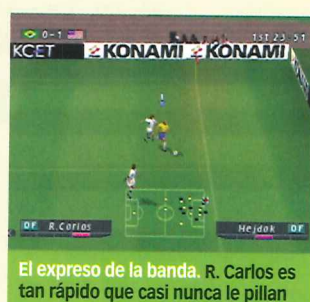 0-1
1ST 23:51
KCET KONAMI KONAMI
DF R.Carlos
Hejduk DF
El expreso de la banda. R. Carlos es
tan rápido que casi nunca le pillan